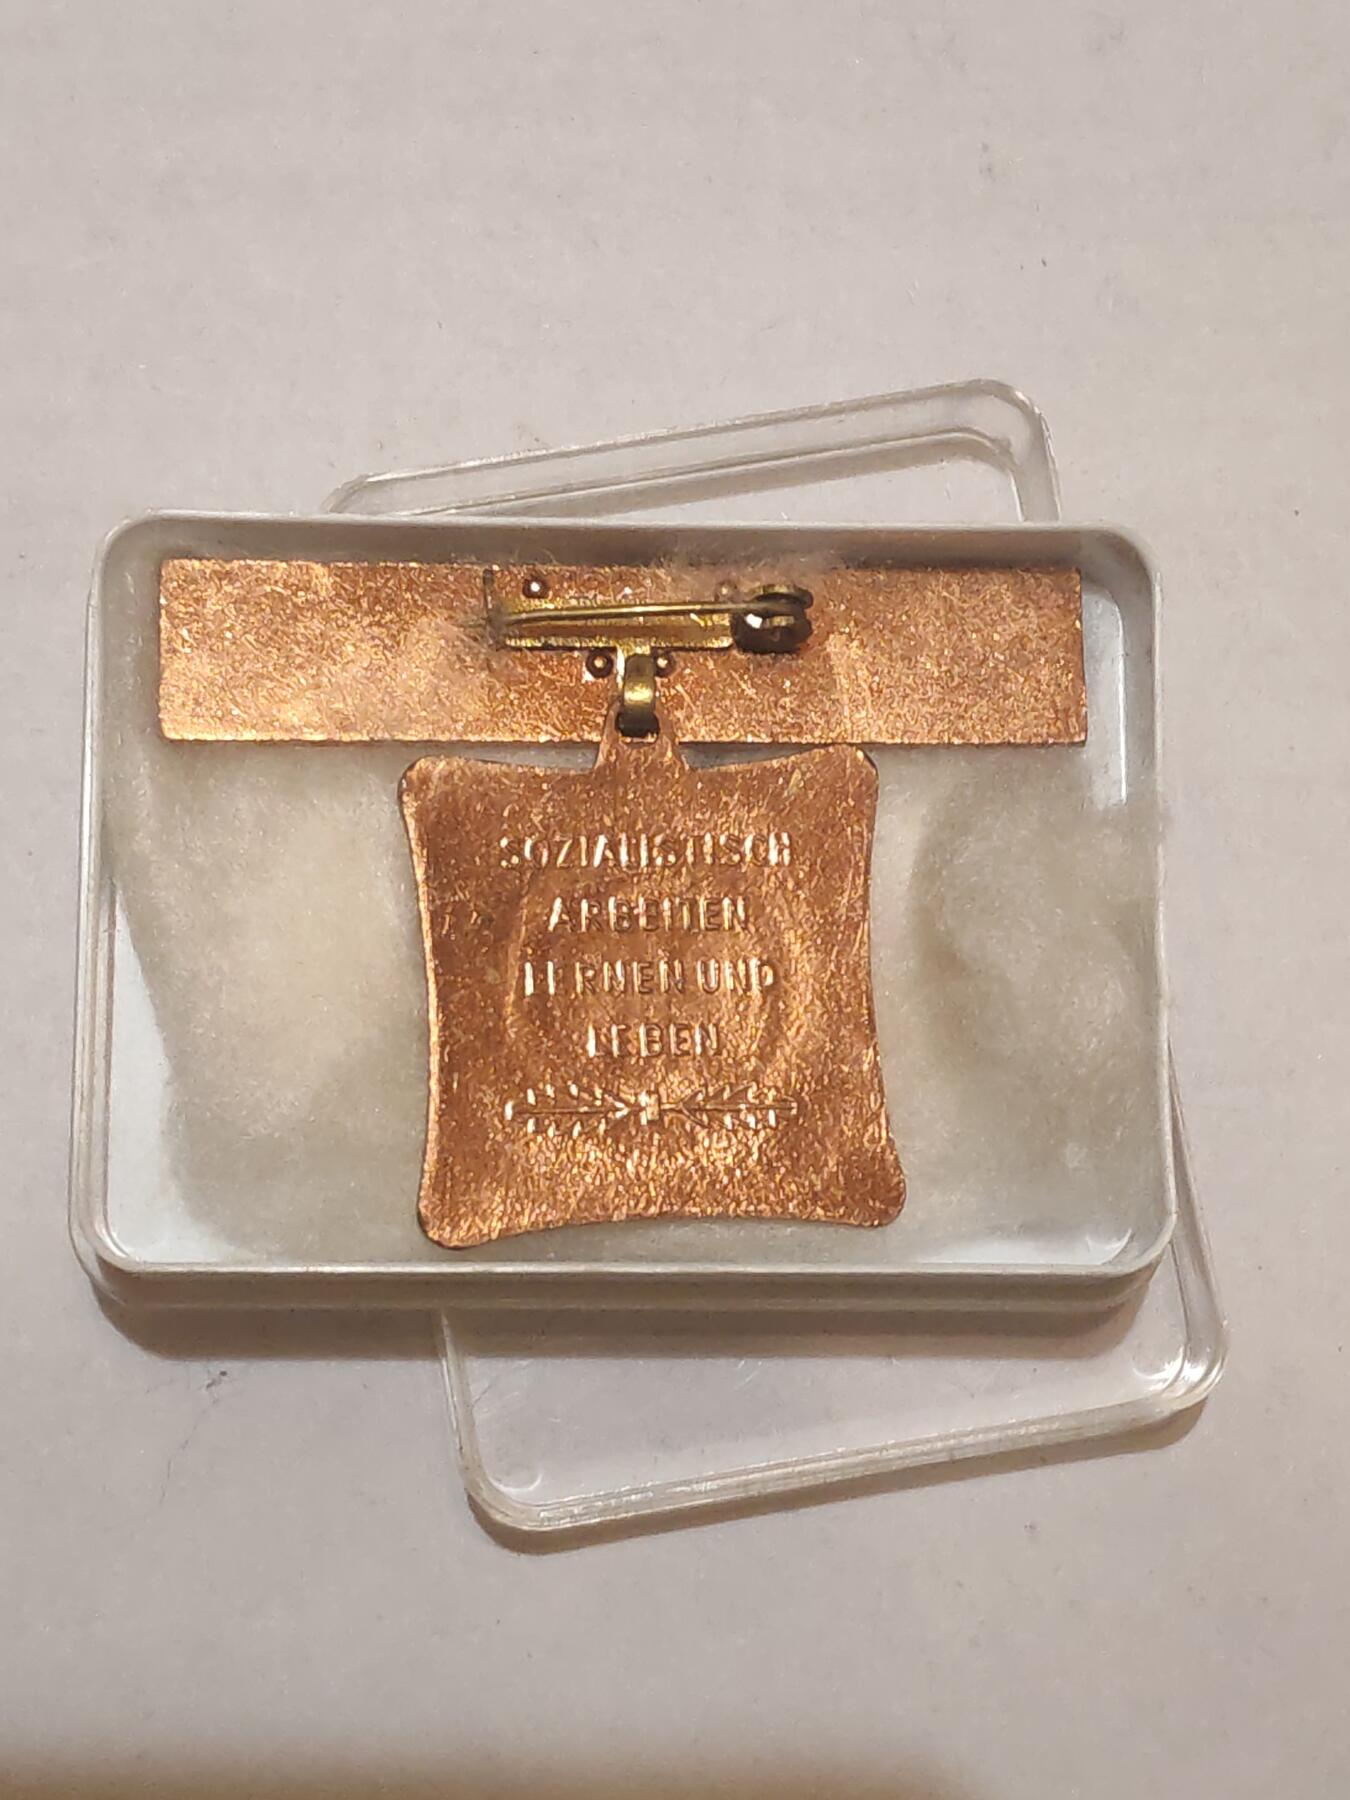 SOZIALISTISCH
ARBEITEN
LERNEN UND
LEBEN